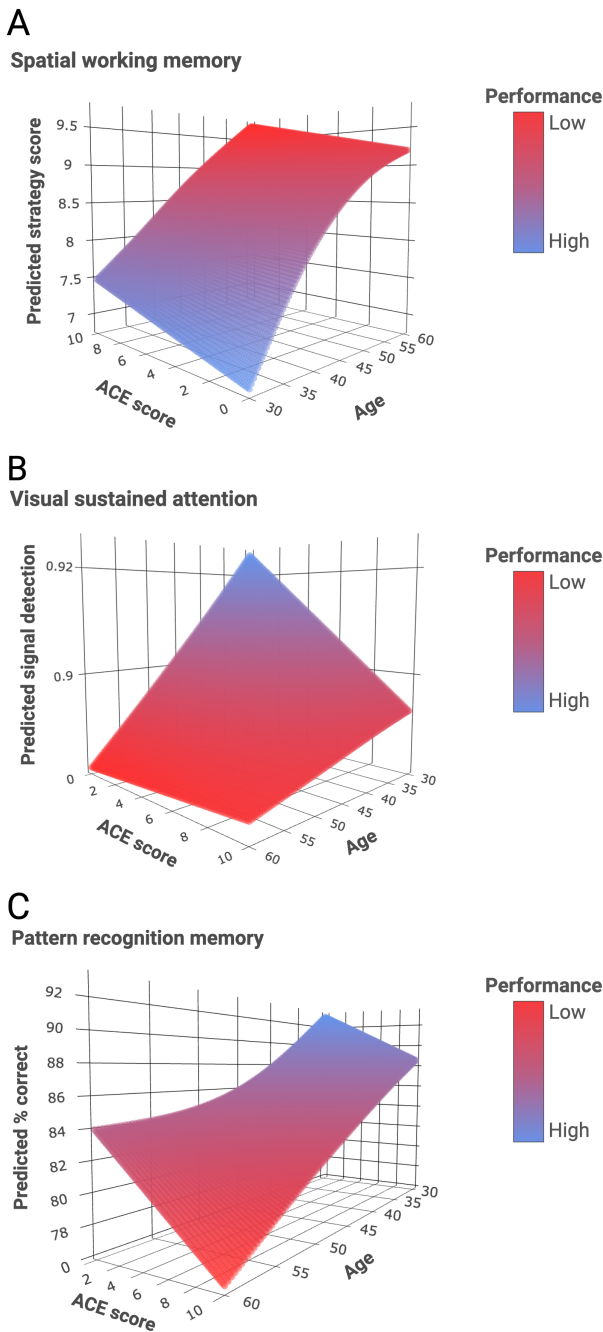 A
Spatial working memory
Performance
Low
High
Predicted strategy score
9.5
9
8.5
8
7.5
7
10
8
6
4
2
0
ACE score
30
35
40
45
50
55
60
Age
B
Visual sustained attention
Performance
Low
High
Predicted signal detection
0.92
0.9
0
2
4
6
8
10
ACE score
60
55
50
45
40
35
30
Age
C
Pattern recognition memory
Performance
Low
High
Predicted % correct
92
90
88
86
84
82
80
78
0
2
4
6
8
10
ACE score
60
55
50
45
40
35
30
Age